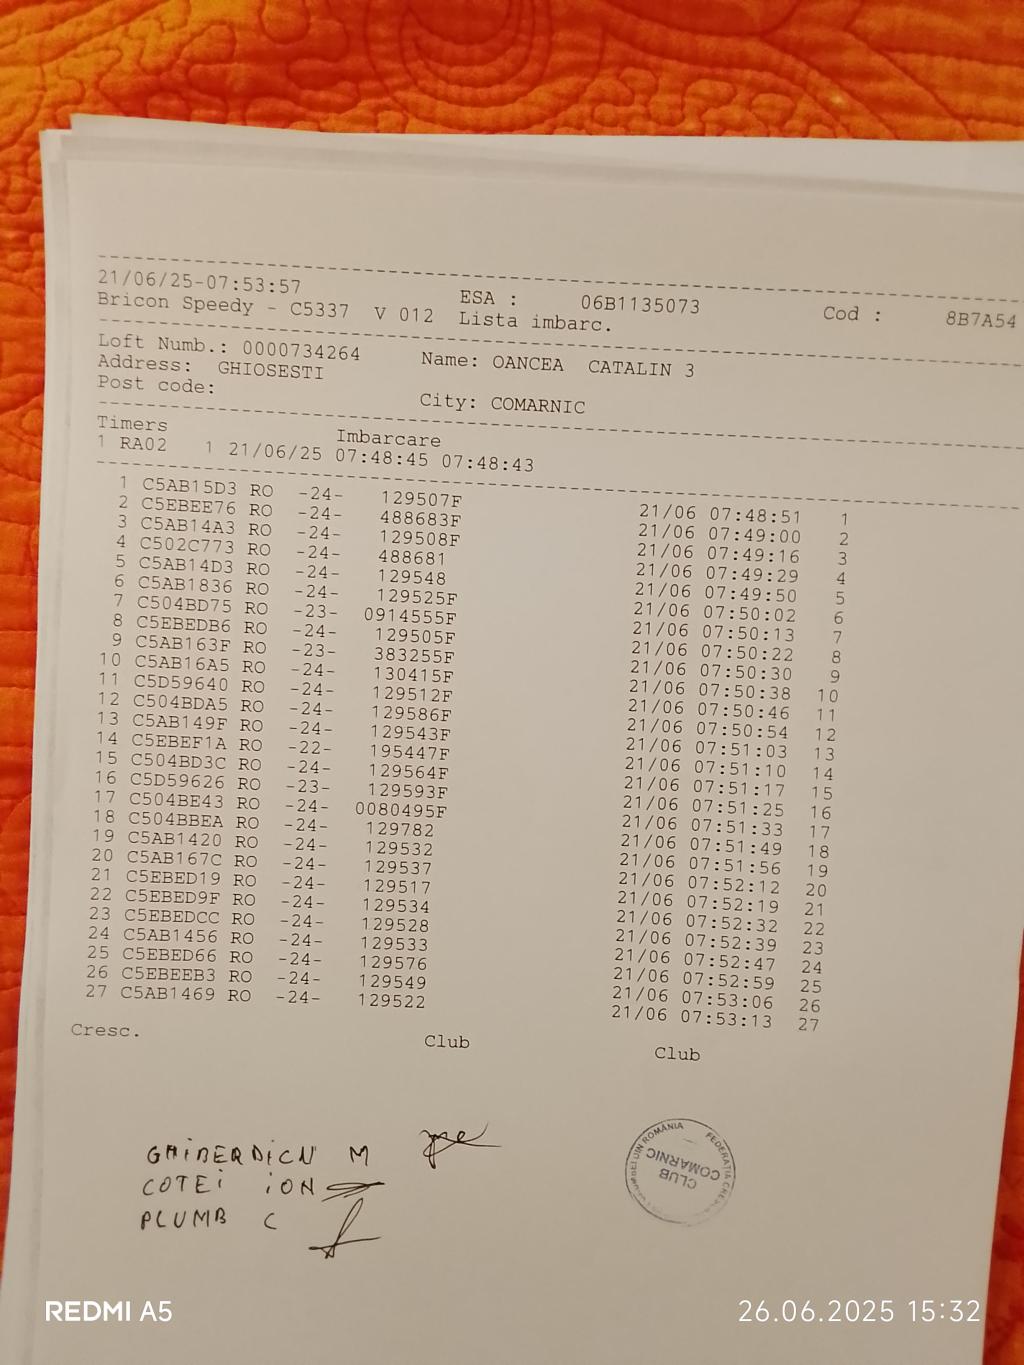 21/06/25-07:53:57 ESA : 06B1135073 Cod : 8B7A54
Bricon Speedy - C5337 V 012 Lista imbarc.
Loft Numb.: 0000734264 Name: OANCEA CATALIN 3
Address: GHIOSESTI
Post code: City: COMARNIC
Timers Imbarcare
1 RA02 1 21/06/25 07:48:45 07:48:43
1 C5AB15D3 RO -24- 129507F 21/06 07:48:51 1
2 C5EBEE76 RO -24- 488683F 21/06 07:49:00 2
3 C5AB14A3 RO -24- 129508F 21/06 07:49:16 3
4 C502C773 RO -24- 488681 21/06 07:49:29 4
5 C5AB14D3 RO -24- 129548 21/06 07:49:50 5
6 C5AB1836 RO -24- 129525F 21/06 07:50:02 6
7 C504BD75 RO -23- 0914555F 21/06 07:50:13 7
8 C5EBEDB6 RO -24- 129505F 21/06 07:50:22 8
9 C5AB163F RO -23- 383255F 21/06 07:50:30 9
10 C5AB16A5 RO -24- 130415F 21/06 07:50:38 10
11 C5D59640 RO -24- 129512F 21/06 07:50:46 11
12 C504BDA5 RO -24- 129586F 21/06 07:50:54 12
13 C5AB149F RO -24- 129543F 21/06 07:51:03 13
14 C5EBEF1A RO -22- 195447F 21/06 07:51:10 14
15 C504BD3C RO -24- 129564F 21/06 07:51:17 15
16 C5D59626 RO -23- 129593F 21/06 07:51:25 16
17 C504BE43 RO -24- 0080495F 21/06 07:51:33 17
18 C504BBEA RO -24- 129782 21/06 07:51:49 18
19 C5AB1420 RO -24- 129532 21/06 07:51:56 19
20 C5AB167C RO -24- 129537 21/06 07:52:12 20
21 C5EBED19 RO -24- 129517 21/06 07:52:19 21
22 C5EBED9F RO -24- 129534 21/06 07:52:32 22
23 C5EBEDCC RO -24- 129528 21/06 07:52:39 23
24 C5AB1456 RO -24- 129533 21/06 07:52:47 24
25 C5EBED66 RO -24- 129576 21/06 07:52:59 25
26 C5EBEEB3 RO -24- 129549 21/06 07:53:06 26
27 C5AB1469 RO -24- 129522 21/06 07:53:13 27
Cresc. Club Club
GHIBERDICN M
COTEI iON
PLUMB C
DIN ROMÂNIA FEDERAȚIA
CLUB
COMARNIC
REDMI A5
26.06.2025 15:32